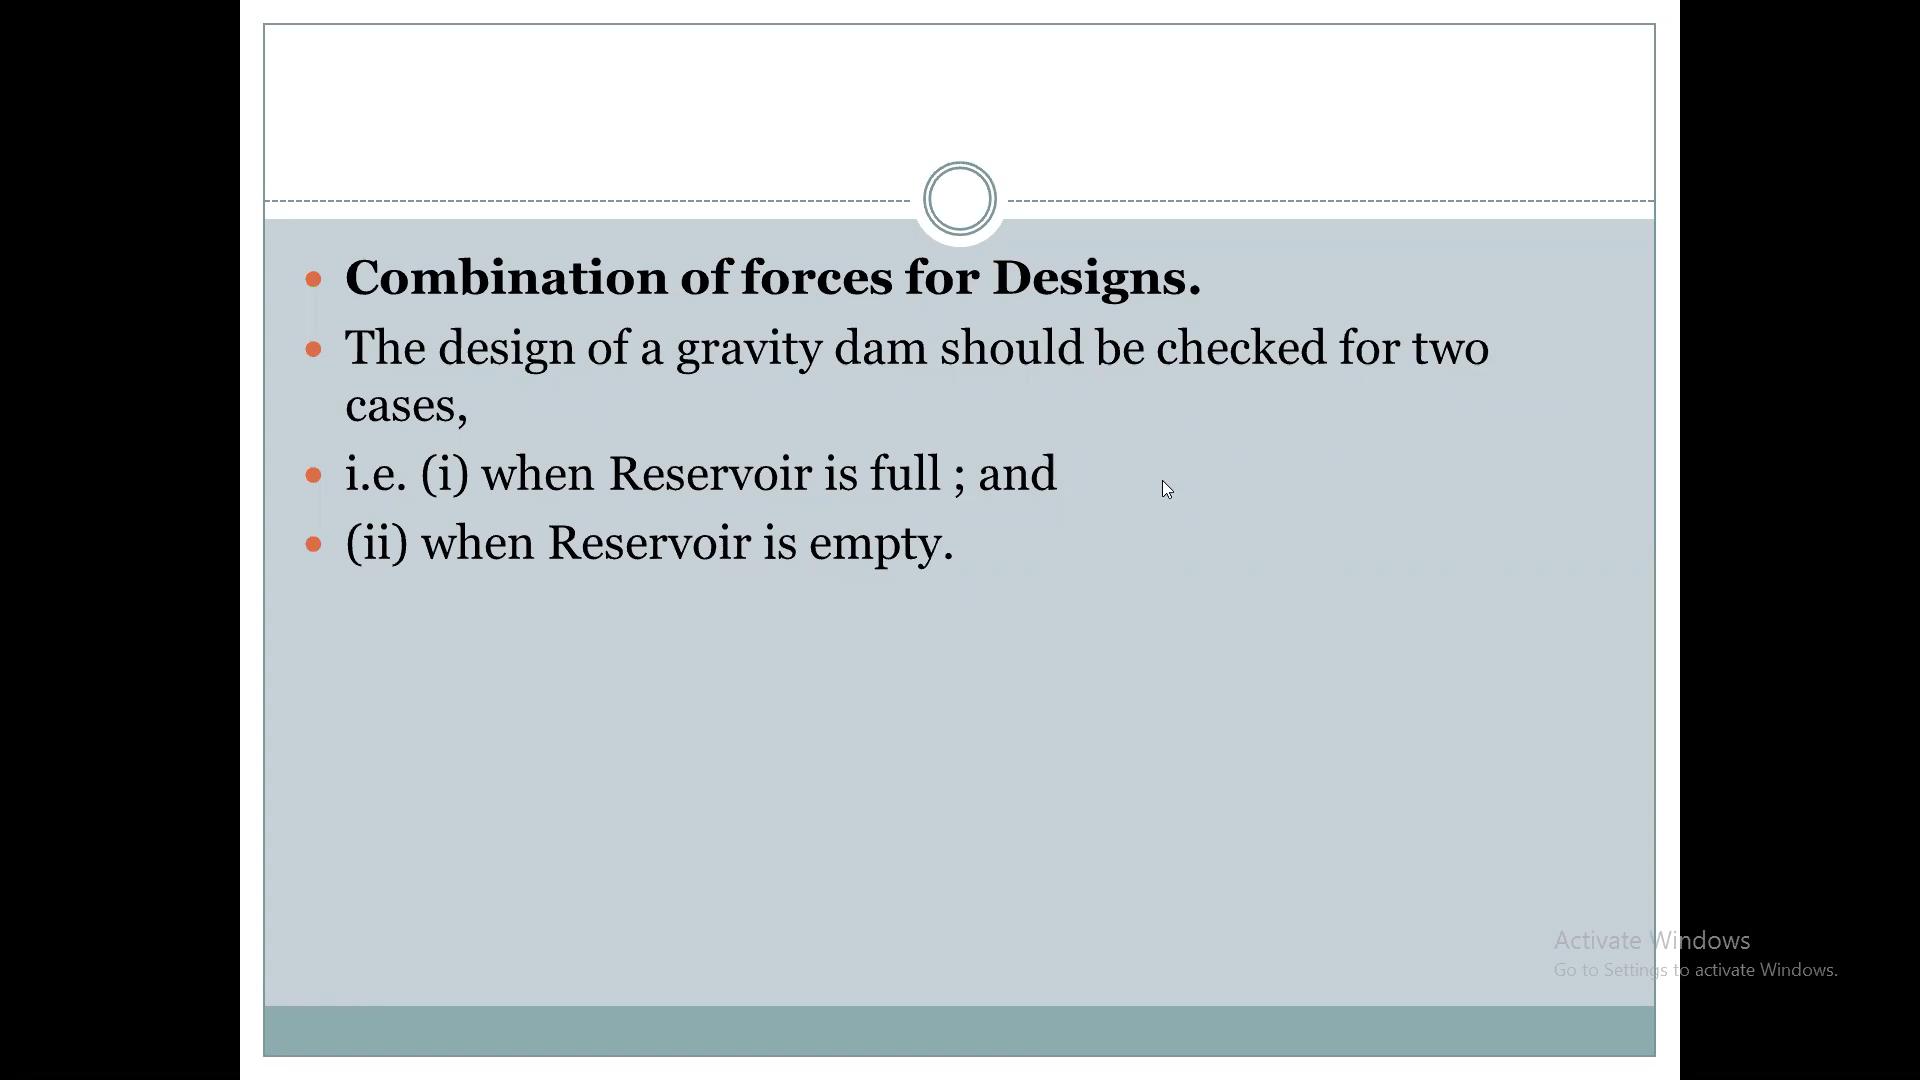 Combination of forces for Designs.
The design of a gravity dam should be checked for two
cases,
i.e. (i) when Reservoir is full ; and
(ii) when Reservoir is empty.
Activate Windows
Go to Settings to activate Windows.